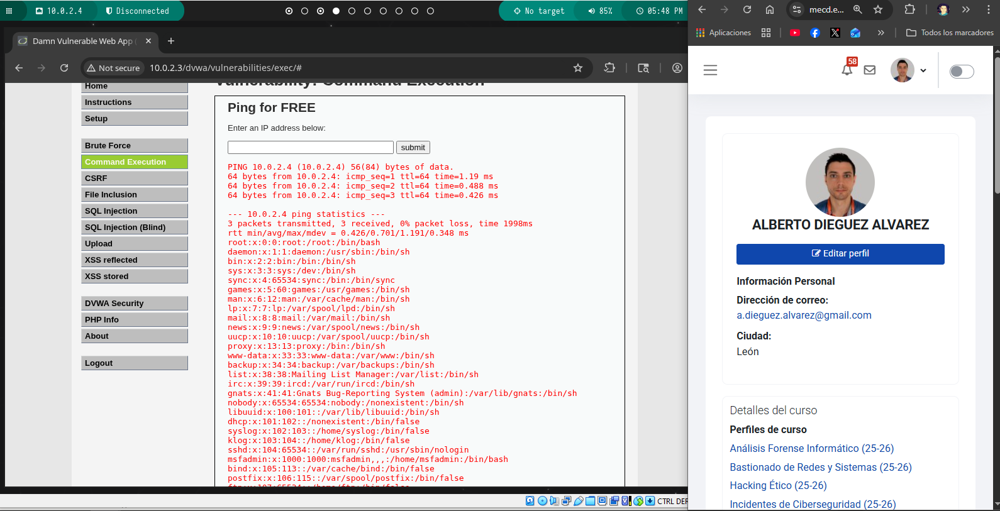 10.0.2.4
Disconnected
No target
85%
05:48 PM
Damn Vulnerable Web App (
Not secure
10.0.2.3/dvwa/vulnerabilities/exec/#
Vulnerability: Command Execution
Home
Instructions
Setup
Brute Force
Command Execution
CSRF
File Inclusion
SQL Injection
SQL Injection (Blind)
Upload
XSS reflected
XSS stored
DVWA Security
PHP Info
About
Logout
Ping for FREE
Enter an IP address below:
submit
PING 10.0.2.4 (10.0.2.4) 56(84) bytes of data.
64 bytes from 10.0.2.4: icmp_seq=1 ttl=64 time=1.19 ms
64 bytes from 10.0.2.4: icmp_seq=2 ttl=64 time=0.488 ms
64 bytes from 10.0.2.4: icmp_seq=3 ttl=64 time=0.426 ms
--- 10.0.2.4 ping statistics ---
3 packets transmitted, 3 received, 0% packet loss, time 1998ms
rtt min/avg/max/mdev = 0.426/0.701/1.191/0.348 ms
root:x:0:0:root:/root:/bin/bash
daemon:x:1:1:daemon:/usr/sbin:/bin/sh
bin:x:2:2:bin:/bin:/bin/sh
sys:x:3:3:sys:/dev:/bin/sh
sync:x:4:65534:sync:/bin:/bin/sync
games:x:5:60:games:/usr/games:/bin/sh
man:x:6:12:man:/var/cache/man:/bin/sh
lp:x:7:7:lp:/var/spool/lpd:/bin/sh
mail:x:8:8:mail:/var/mail:/bin/sh
news:x:9:9:news:/var/spool/news:/bin/sh
uucp:x:10:10:uucp:/var/spool/uucp:/bin/sh
proxy:x:13:13:proxy:/bin:/bin/sh
www-data:x:33:33:www-data:/var/www:/bin/sh
backup:x:34:34:backup:/var/backups:/bin/sh
list:x:38:38:Mailing List Manager:/var/list:/bin/sh
irc:x:39:39:ircd:/var/run/ircd:/bin/sh
gnats:x:41:41:Gnats Bug-Reporting System (admin):/var/lib/gnats:/bin/sh
nobody:x:65534:65534:nobody:/nonexistent:/bin/sh
libuuid:x:100:101::/var/lib/libuuid:/bin/sh
dhcp:x:101:102::/nonexistent:/bin/false
syslog:x:102:103::/home/syslog:/bin/false
klog:x:103:104::/home/klog:/bin/false
sshd:x:104:65534::/var/run/sshd:/usr/sbin/nologin
msfadmin:x:1000:1000:msfadmin,,,:/home/msfadmin:/bin/bash
bind:x:105:113::/var/cache/bind:/bin/false
postfix:x:106:115::/var/spool/postfix:/bin/false
ftp:x:107:65534::/home/ftp:/bin/false
CTRL DER
mecd.e...
Aplicaciones
Todos los marcadores
58
ALBERTO DIEGUEZ ALVAREZ
Editar perfil
Información Personal
Dirección de correo:
a.dieguez.alvarez@gmail.com
Ciudad:
León
Detalles del curso
Perfiles de curso
Análisis Forense Informático (25-26)
Bastionado de Redes y Sistemas (25-26)
Hacking Ético (25-26)
Incidentes de Ciberseguridad (25-26)